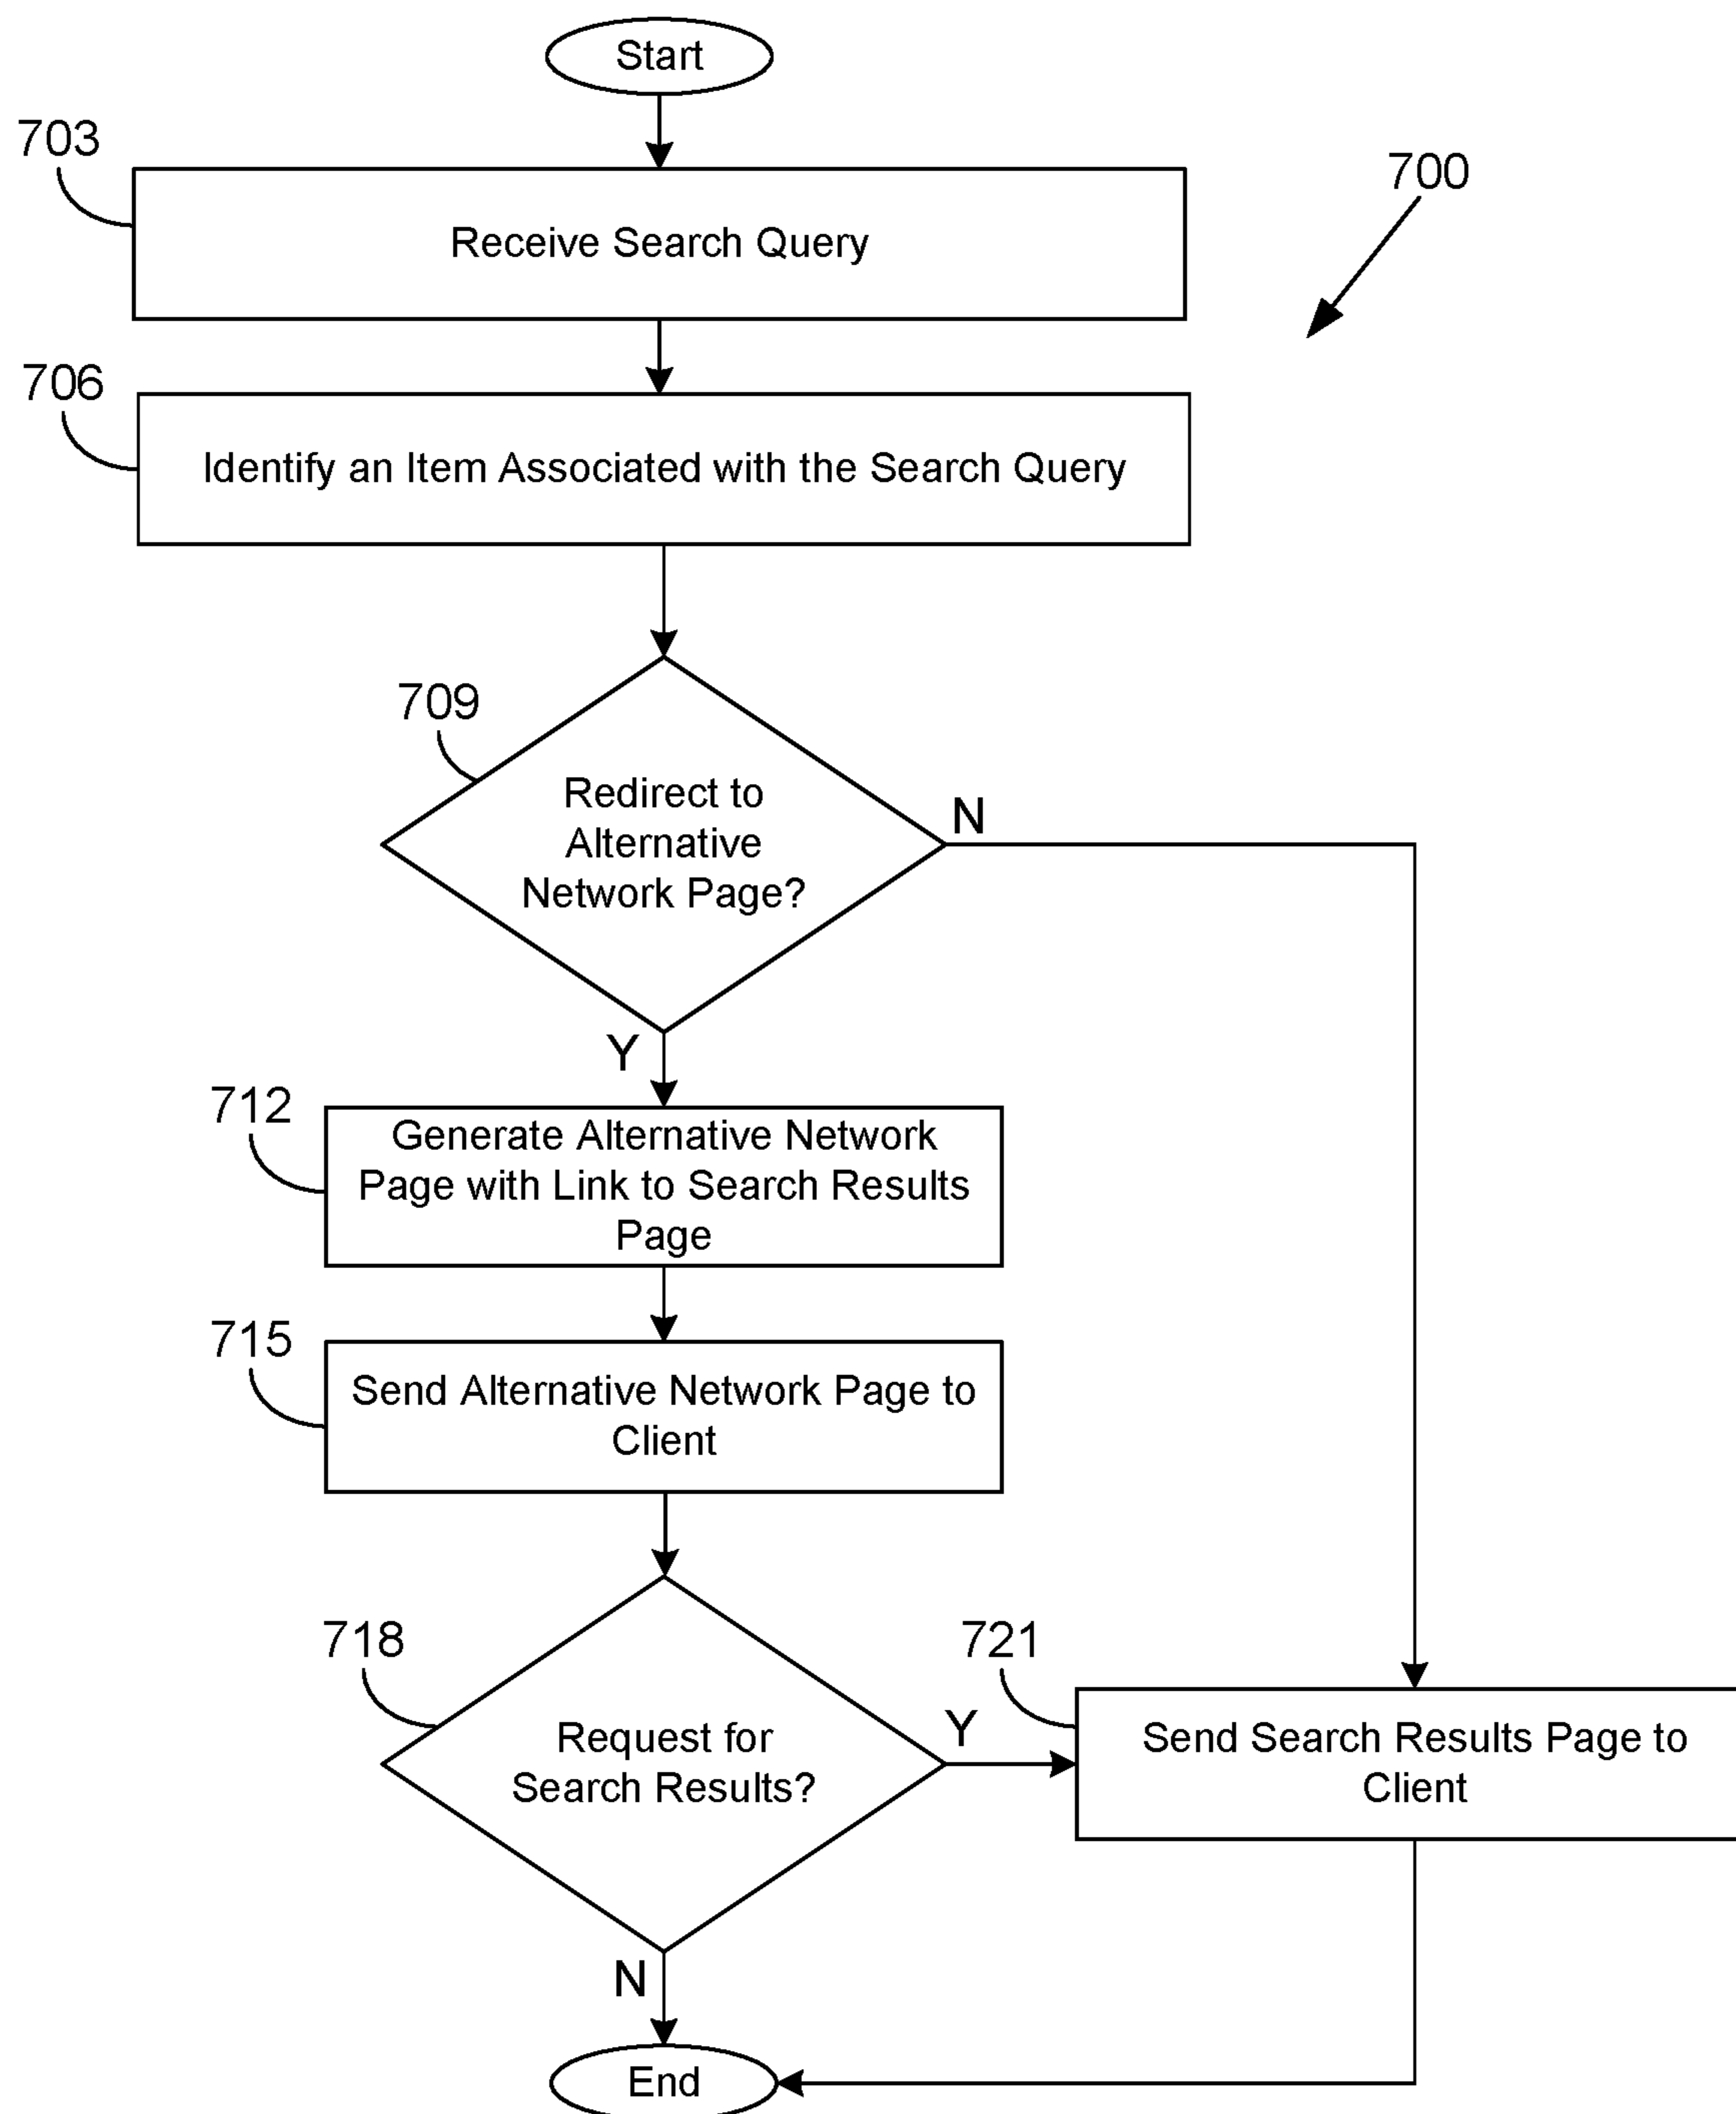 Start
703
700
Receive Search Query
706
Identify an Item Associated with the Search Query
709
Redirect to
Alternative
Network Page?
N
Y
712
Generate Alternative Network
Page with Link to Search Results
Page
715
Send Alternative Network Page to
Client
718
Request for
Search Results?
Y
721
Send Search Results Page to
Client
N
End